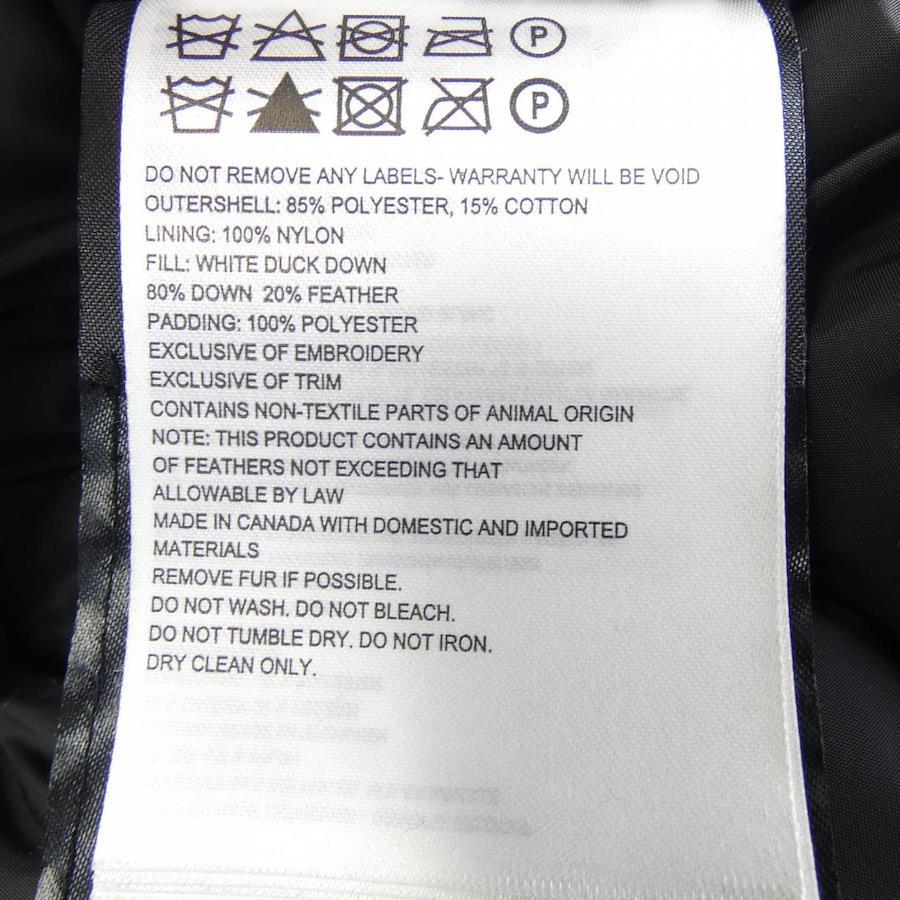 P
P
DO NOT REMOVE ANY LABELS- WARRANTY WILL BE VOID
OUTERSHELL: 85% POLYESTER, 15% COTTON
LINING: 100% NYLON
FILL: WHITE DUCK DOWN
80% DOWN 20% FEATHER
PADDING: 100% POLYESTER
EXCLUSIVE OF EMBROIDERY
EXCLUSIVE OF TRIM
CONTAINS NON-TEXTILE PARTS OF ANIMAL ORIGIN
NOTE: THIS PRODUCT CONTAINS AN AMOUNT
OF FEATHERS NOT EXCEEDING THAT
ALLOWABLE BY LAW
MADE IN CANADA WITH DOMESTIC AND IMPORTED
MATERIALS
REMOVE FUR IF POSSIBLE.
DO NOT WASH. DO NOT BLEACH.
DO NOT TUMBLE DRY. DO NOT IRON.
DRY CLEAN ONLY.